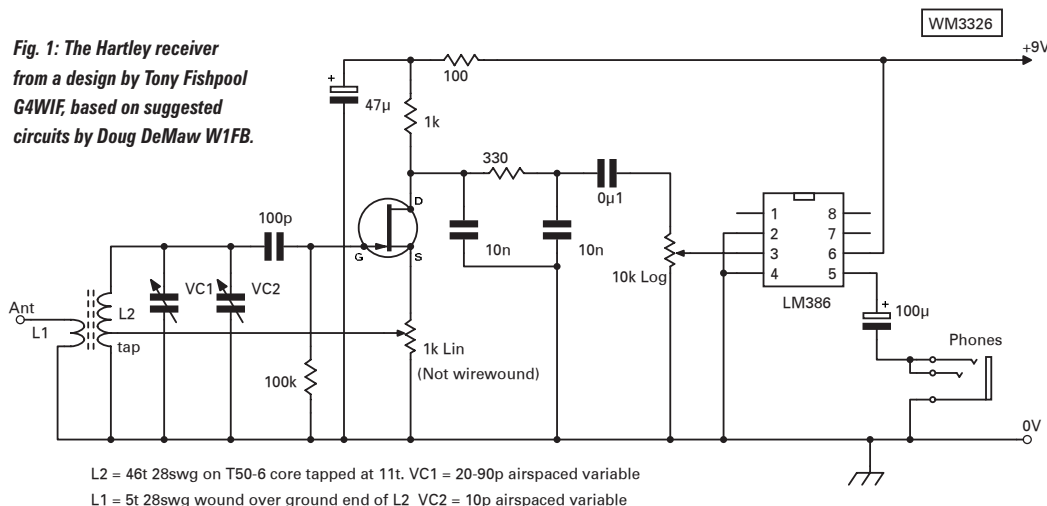 WM3326
Fig. 1: The Hartley receiver
from a design by Tony Fishpool
G4WIF, based on suggested
circuits by Doug DeMaw W1FB.
+9V
100
+
47µ
1k
330
D
100p
0µ1
G
S
10n
10n
10k Log
1
8
2
7
3
6
4
5
LM386
VC1
VC2
Ant
L1
L2
tap
+
100µ
Phones
1k Lin
(Not wirewound)
100k
0V
L2 = 46t 28swg on T50-6 core tapped at 11t. VC1 = 20-90p airspaced variable
L1 = 5t 28swg wound over ground end of L2 VC2 = 10p airspaced variable